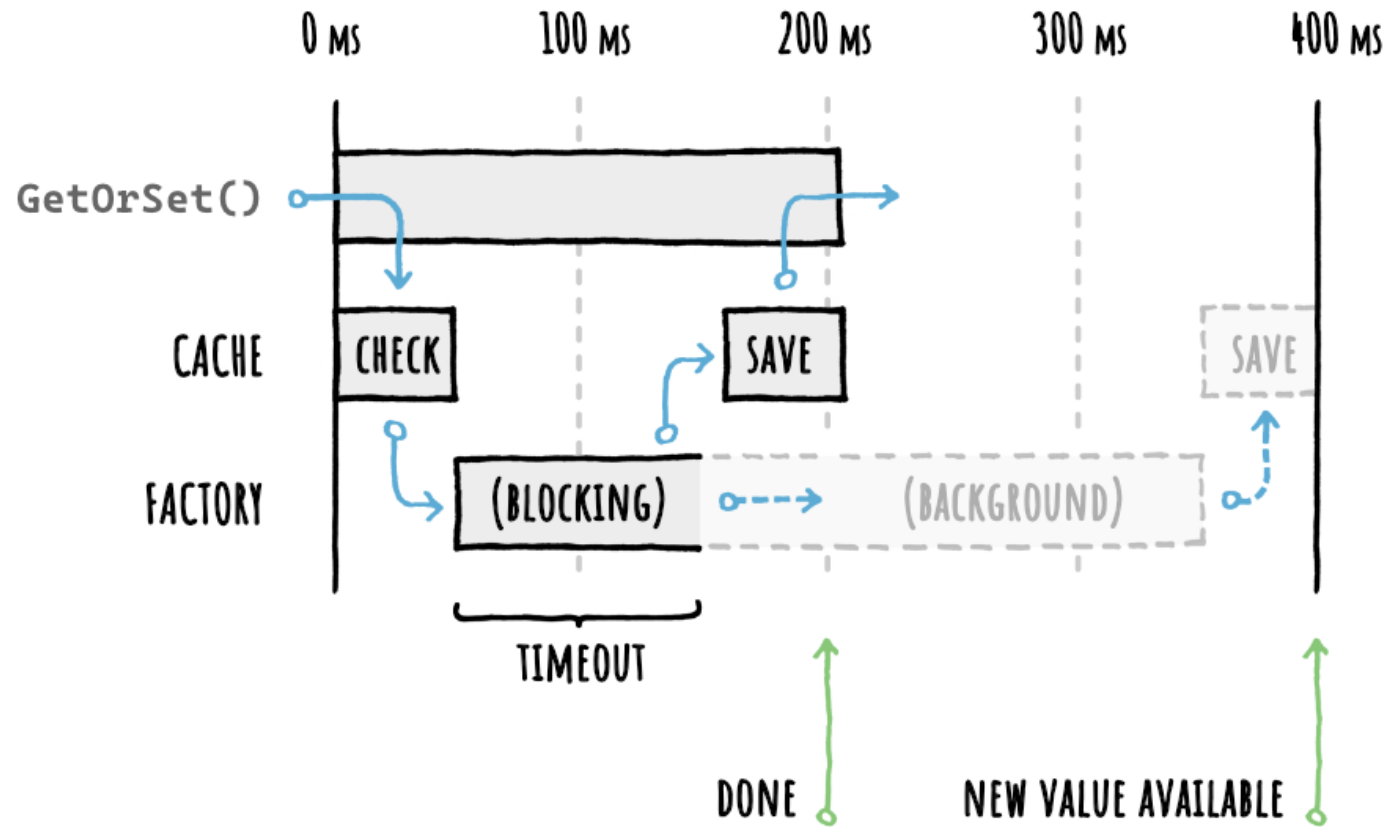 0 MS 100 MS 200 MS 300 MS 400 MS
GetOrSet()
CACHE CHECK SAVE SAVE
FACTORY (BLOCKING) (BACKGROUND)
TIMEOUT
DONE NEW VALUE AVAILABLE